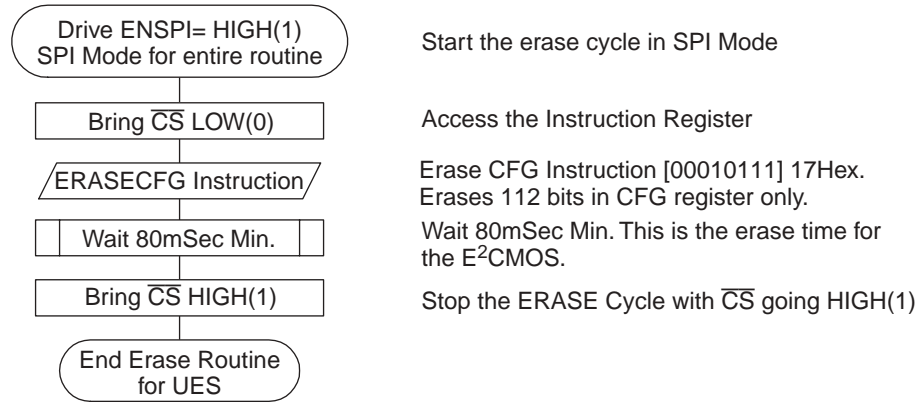 Drive ENSPI= HIGH(1)
SPI Mode for entire routine
Start the erase cycle in SPI Mode
Bring C̅S̅ LOW(0)
Access the Instruction Register
ERASECFG Instruction
Erase CFG Instruction [00010111] 17Hex.
Erases 112 bits in CFG register only.
Wait 80mSec Min.
Wait 80mSec Min. This is the erase time for
the E²CMOS.
Bring C̅S̅ HIGH(1)
Stop the ERASE Cycle with C̅S̅ going HIGH(1)
End Erase Routine
for UES